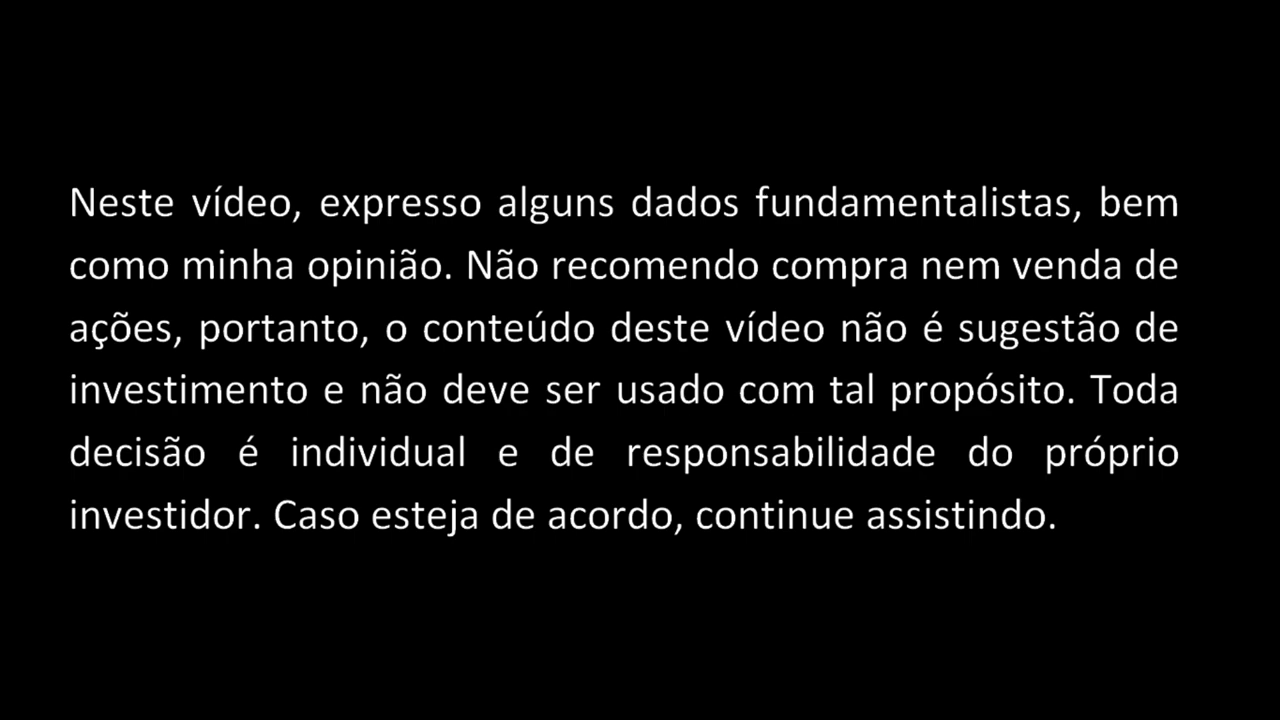 Neste vídeo, expresso alguns dados fundamentalistas, bem
como minha opinião. Não recomendo compra nem venda de
ações, portanto, o conteúdo deste vídeo não é sugestão de
investimento e não deve ser usado com tal propósito. Toda
decisão é individual e de responsabilidade do próprio
investidor. Caso esteja de acordo, continue assistindo.